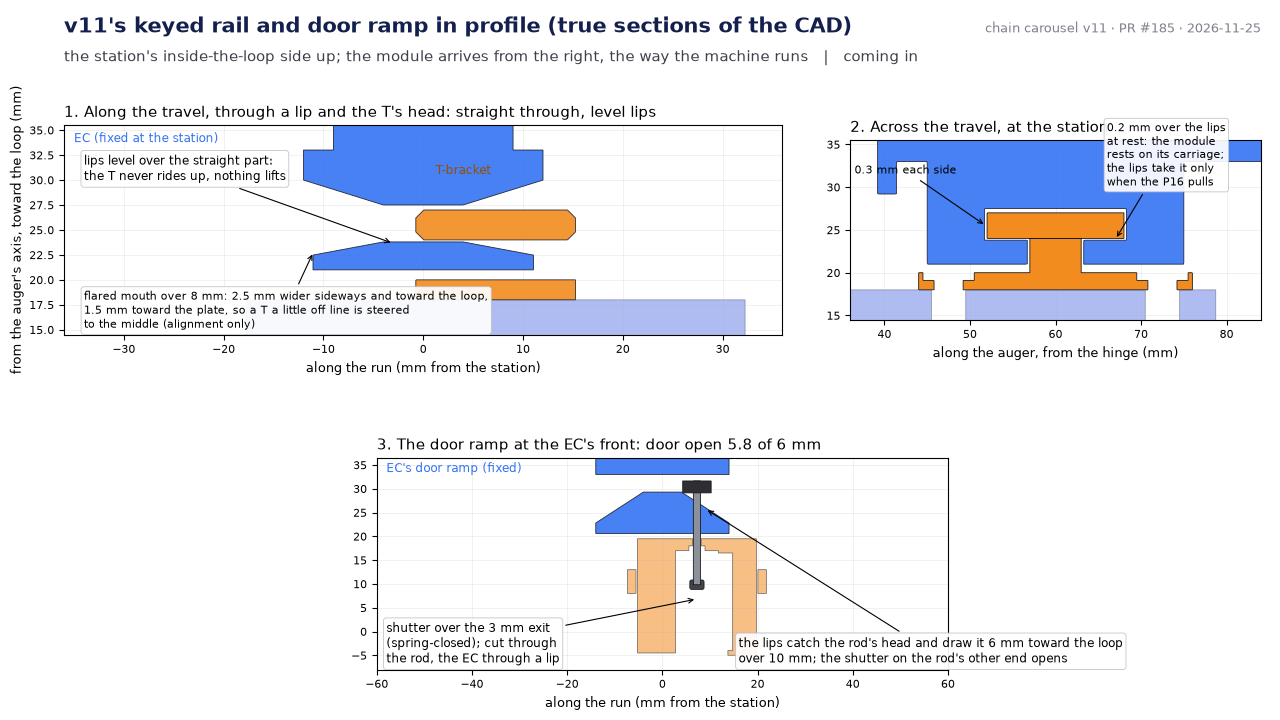 v11's keyed rail and door ramp in profile (true sections of the CAD)
chain carousel v11 · PR #185 · 2026-11-25
the station's inside-the-loop side up; the module arrives from the right, the way the machine runs | coming in
1. Along the travel, through a lip and the T's head: straight through, level lips
from the auger's axis, toward the loop (mm)
35.0
32.5
30.0
27.5
25.0
22.5
20.0
17.5
15.0
EC (fixed at the station)
lips level over the straight part:
the T never rides up, nothing lifts
T-bracket
flared mouth over 8 mm: 2.5 mm wider sideways and toward the loop,
1.5 mm toward the plate, so a T a little off line is steered
to the middle (alignment only)
−30
−20
−10
0
10
20
30
along the run (mm from the station)
2. Across the travel, at the station
0.2 mm over the lips
at rest: the module
rests on its carriage;
the lips take it only
when the P16 pulls
0.3 mm each side
35
30
25
20
15
40
50
60
70
80
along the auger, from the hinge (mm)
3. The door ramp at the EC's front: door open 5.8 of 6 mm
EC's door ramp (fixed)
35
30
25
20
15
10
5
0
−5
shutter over the 3 mm exit
(spring-closed); cut through
the rod, the EC through a lip
the lips catch the rod's head and draw it 6 mm toward the loop
over 10 mm; the shutter on the rod's other end opens
−60
−40
−20
0
20
40
60
along the run (mm from the station)